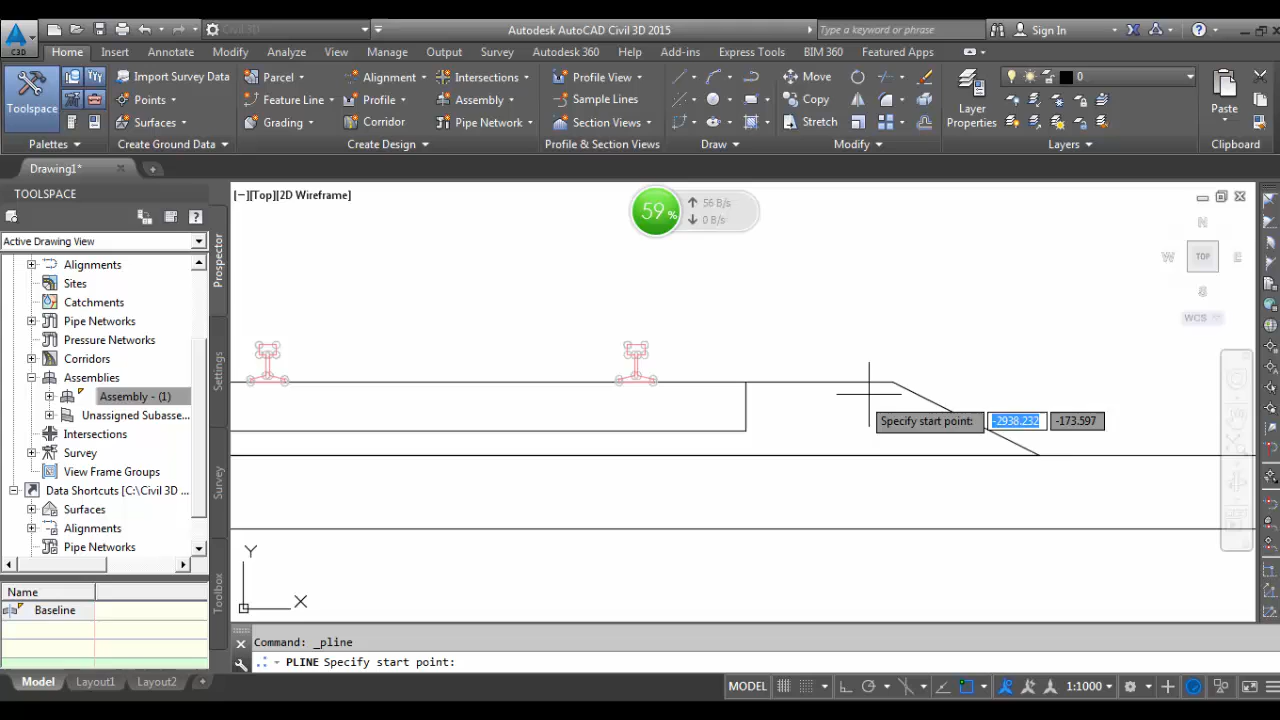 Civil 3D
Autodesk AutoCAD Civil 3D 2015
Drawing1.dwg
Type a keyword or phrase
Sign In
C3D
Home
Insert
Annotate
Modify
Analyze
View
Manage
Output
Survey
Autodesk 360
Help
Add-ins
Express Tools
BIM 360
Featured Apps
Toolspace
Import Survey Data
Points
Surfaces
Parcel
Feature Line
Grading
Alignment
Profile
Corridor
Intersections
Assembly
Pipe Network
Profile View
Sample Lines
Section Views
Move
Copy
Stretch
Layer
Properties
0
Paste
Palettes
Create Ground Data
Create Design
Profile & Section Views
Draw
Modify
Layers
Clipboard
Drawing1*
TOOLSPACE
[−][Top][2D Wireframe]
59 %
56 B/s
0 B/s
N
W
TOP
E
S
WCS
Active Drawing View
Alignments
Sites
Catchments
Pipe Networks
Pressure Networks
Corridors
Assemblies
Assembly - (1)
Unassigned Subasse...
Intersections
Survey
View Frame Groups
Data Shortcuts [C:\Civil 3D ...
Surfaces
Alignments
Pipe Networks
Prospector
Settings
Survey
Toolbox
Specify start point:
-2938.232
-173.597
Name
Baseline
Y
X
Command: _pline
PLINE Specify start point:
Model
Layout1
Layout2
MODEL
1:1000